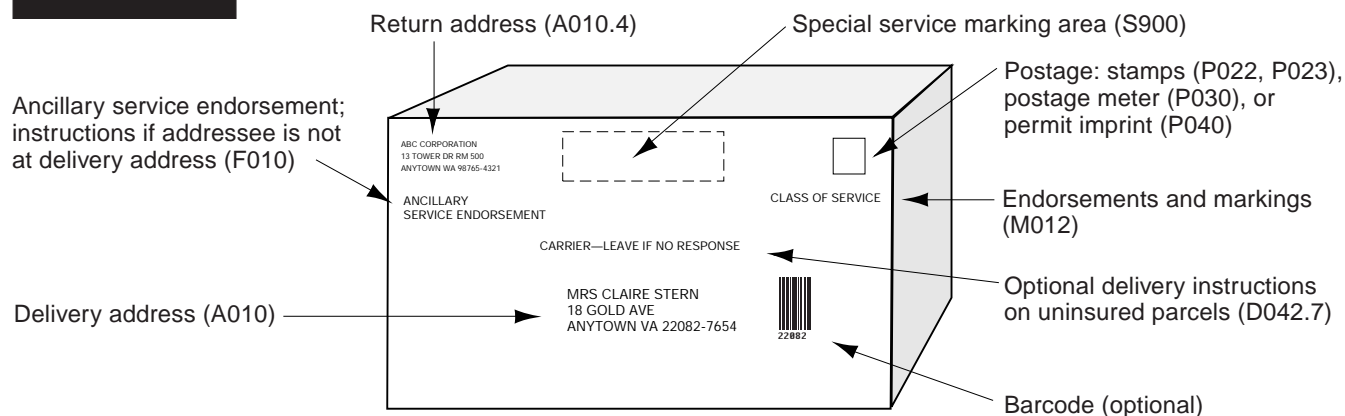 Return address (A010.4)
Special service marking area (S900)
Postage: stamps (P022, P023),
postage meter (P030), or
permit imprint (P040)
Ancillary service endorsement;
instructions if addressee is not
at delivery address (F010)
ABC CORPORATION
13 TOWER DR RM 500
ANYTOWN WA 98765-4321
ANCILLARY
SERVICE ENDORSEMENT
CLASS OF SERVICE
Endorsements and markings
(M012)
CARRIER—LEAVE IF NO RESPONSE
Optional delivery instructions
on uninsured parcels (D042.7)
Delivery address (A010)
MRS CLAIRE STERN
18 GOLD AVE
ANYTOWN VA 22082-7654
22082
Barcode (optional)